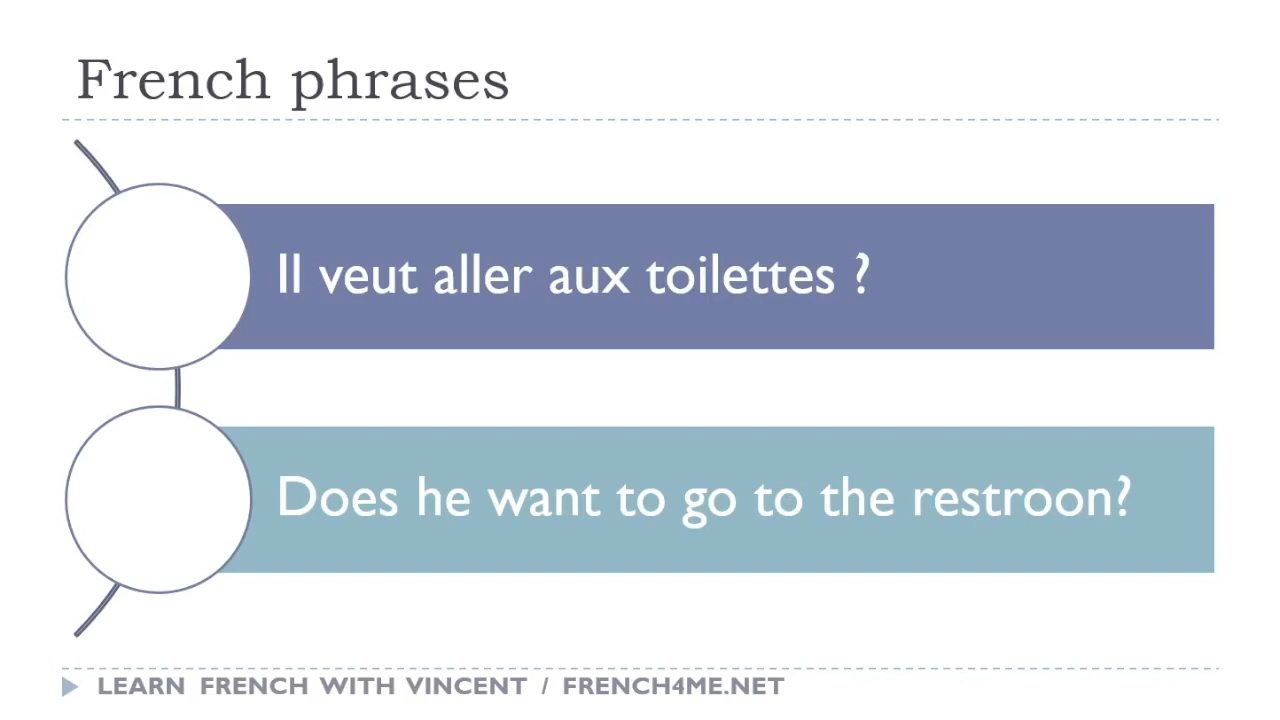 French phrases
Il veut aller aux toilettes ?
Does he want to go to the restroon?
LEARN FRENCH WITH VINCENT / FRENCH4ME.NET